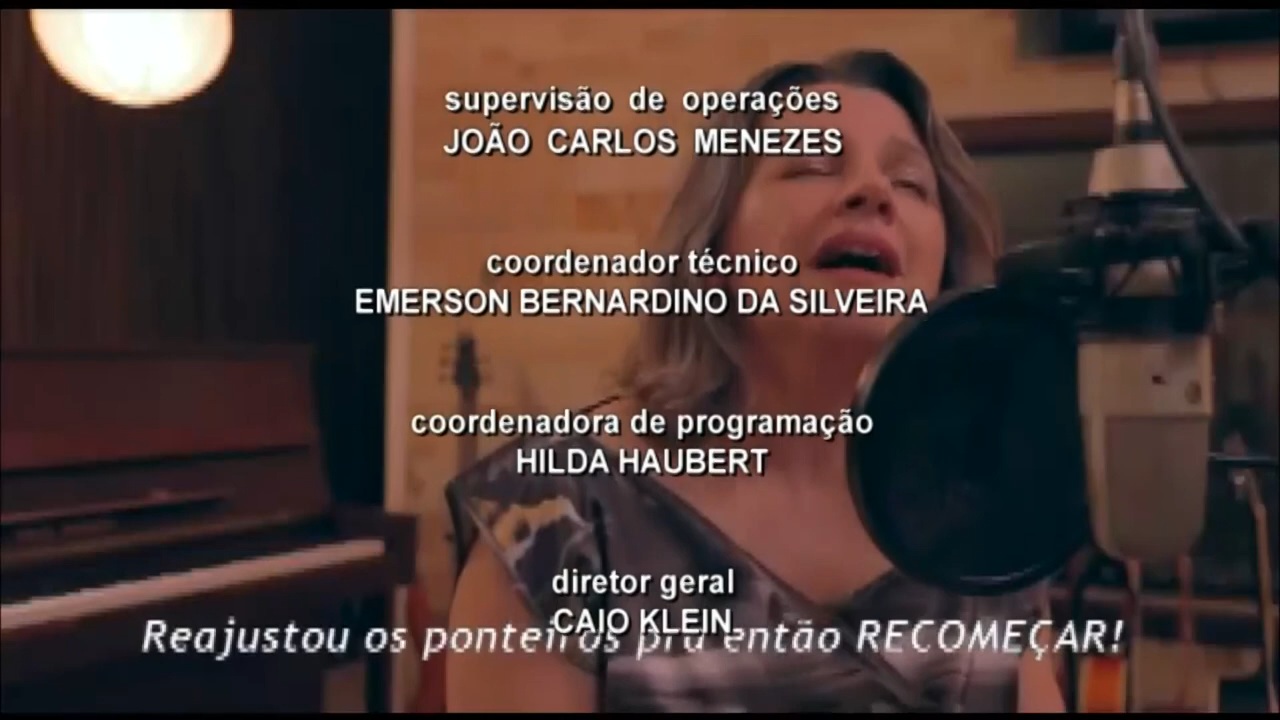 supervisão de operações
JOÃO CARLOS MENEZES
coordenador técnico
EMERSON BERNARDINO DA SILVEIRA
coordenadora de programação
HILDA HAUBERT
diretor geral
CAIO KLEIN
Reajustou os ponteiros pra então RECOMEÇAR!